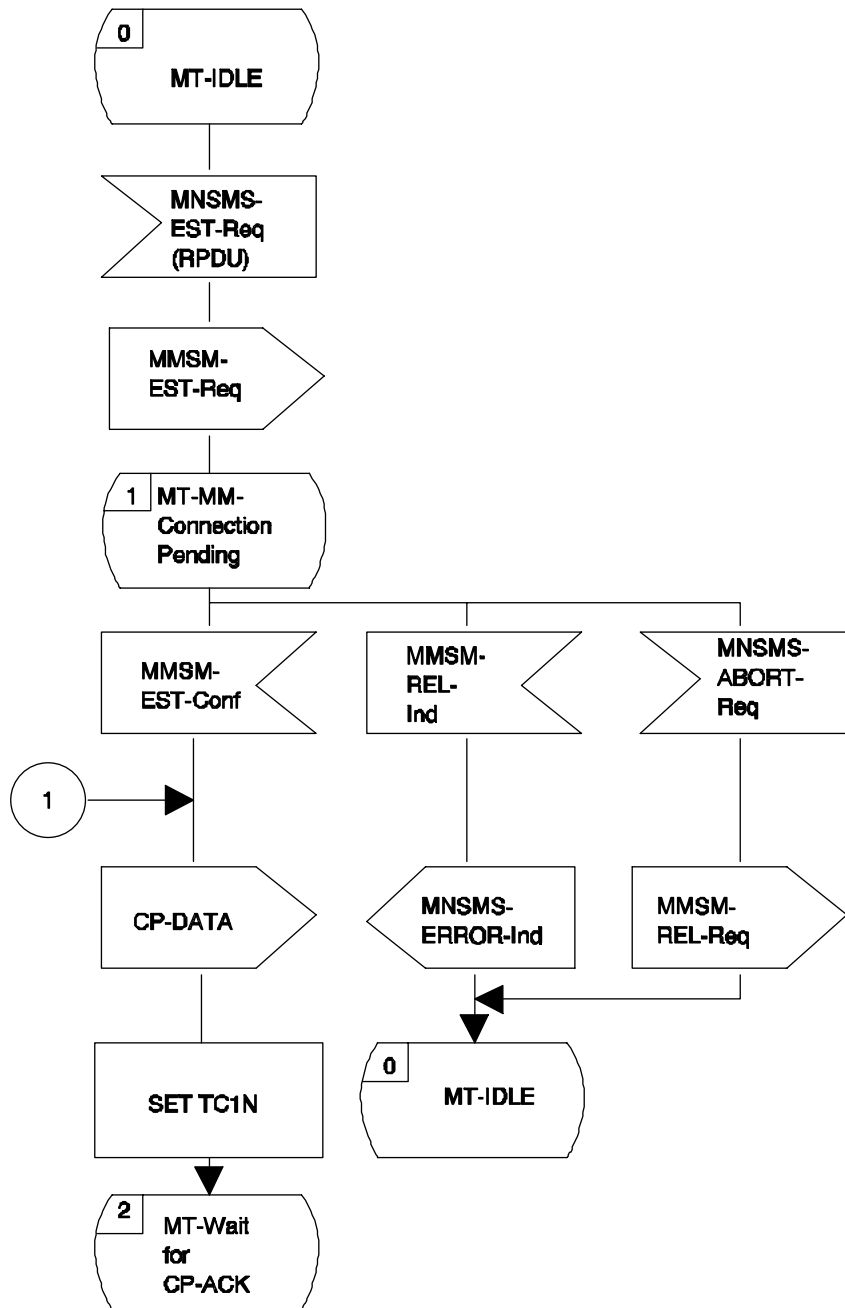 0
MT-IDLE
MNSMS-
EST-Req
(RPDU)
MMSM-
EST-Req
1
MT-MM-
Connection
Pending
MMSM-
EST-Conf
MMSM-
REL-
Ind
MNSMS-
ABORT-
Req
1
CP-DATA
MNSMS-
ERROR-Ind
MMSM-
REL-Req
SET TC1N
0
MT-IDLE
2
MT-Wait
for
CP-ACK